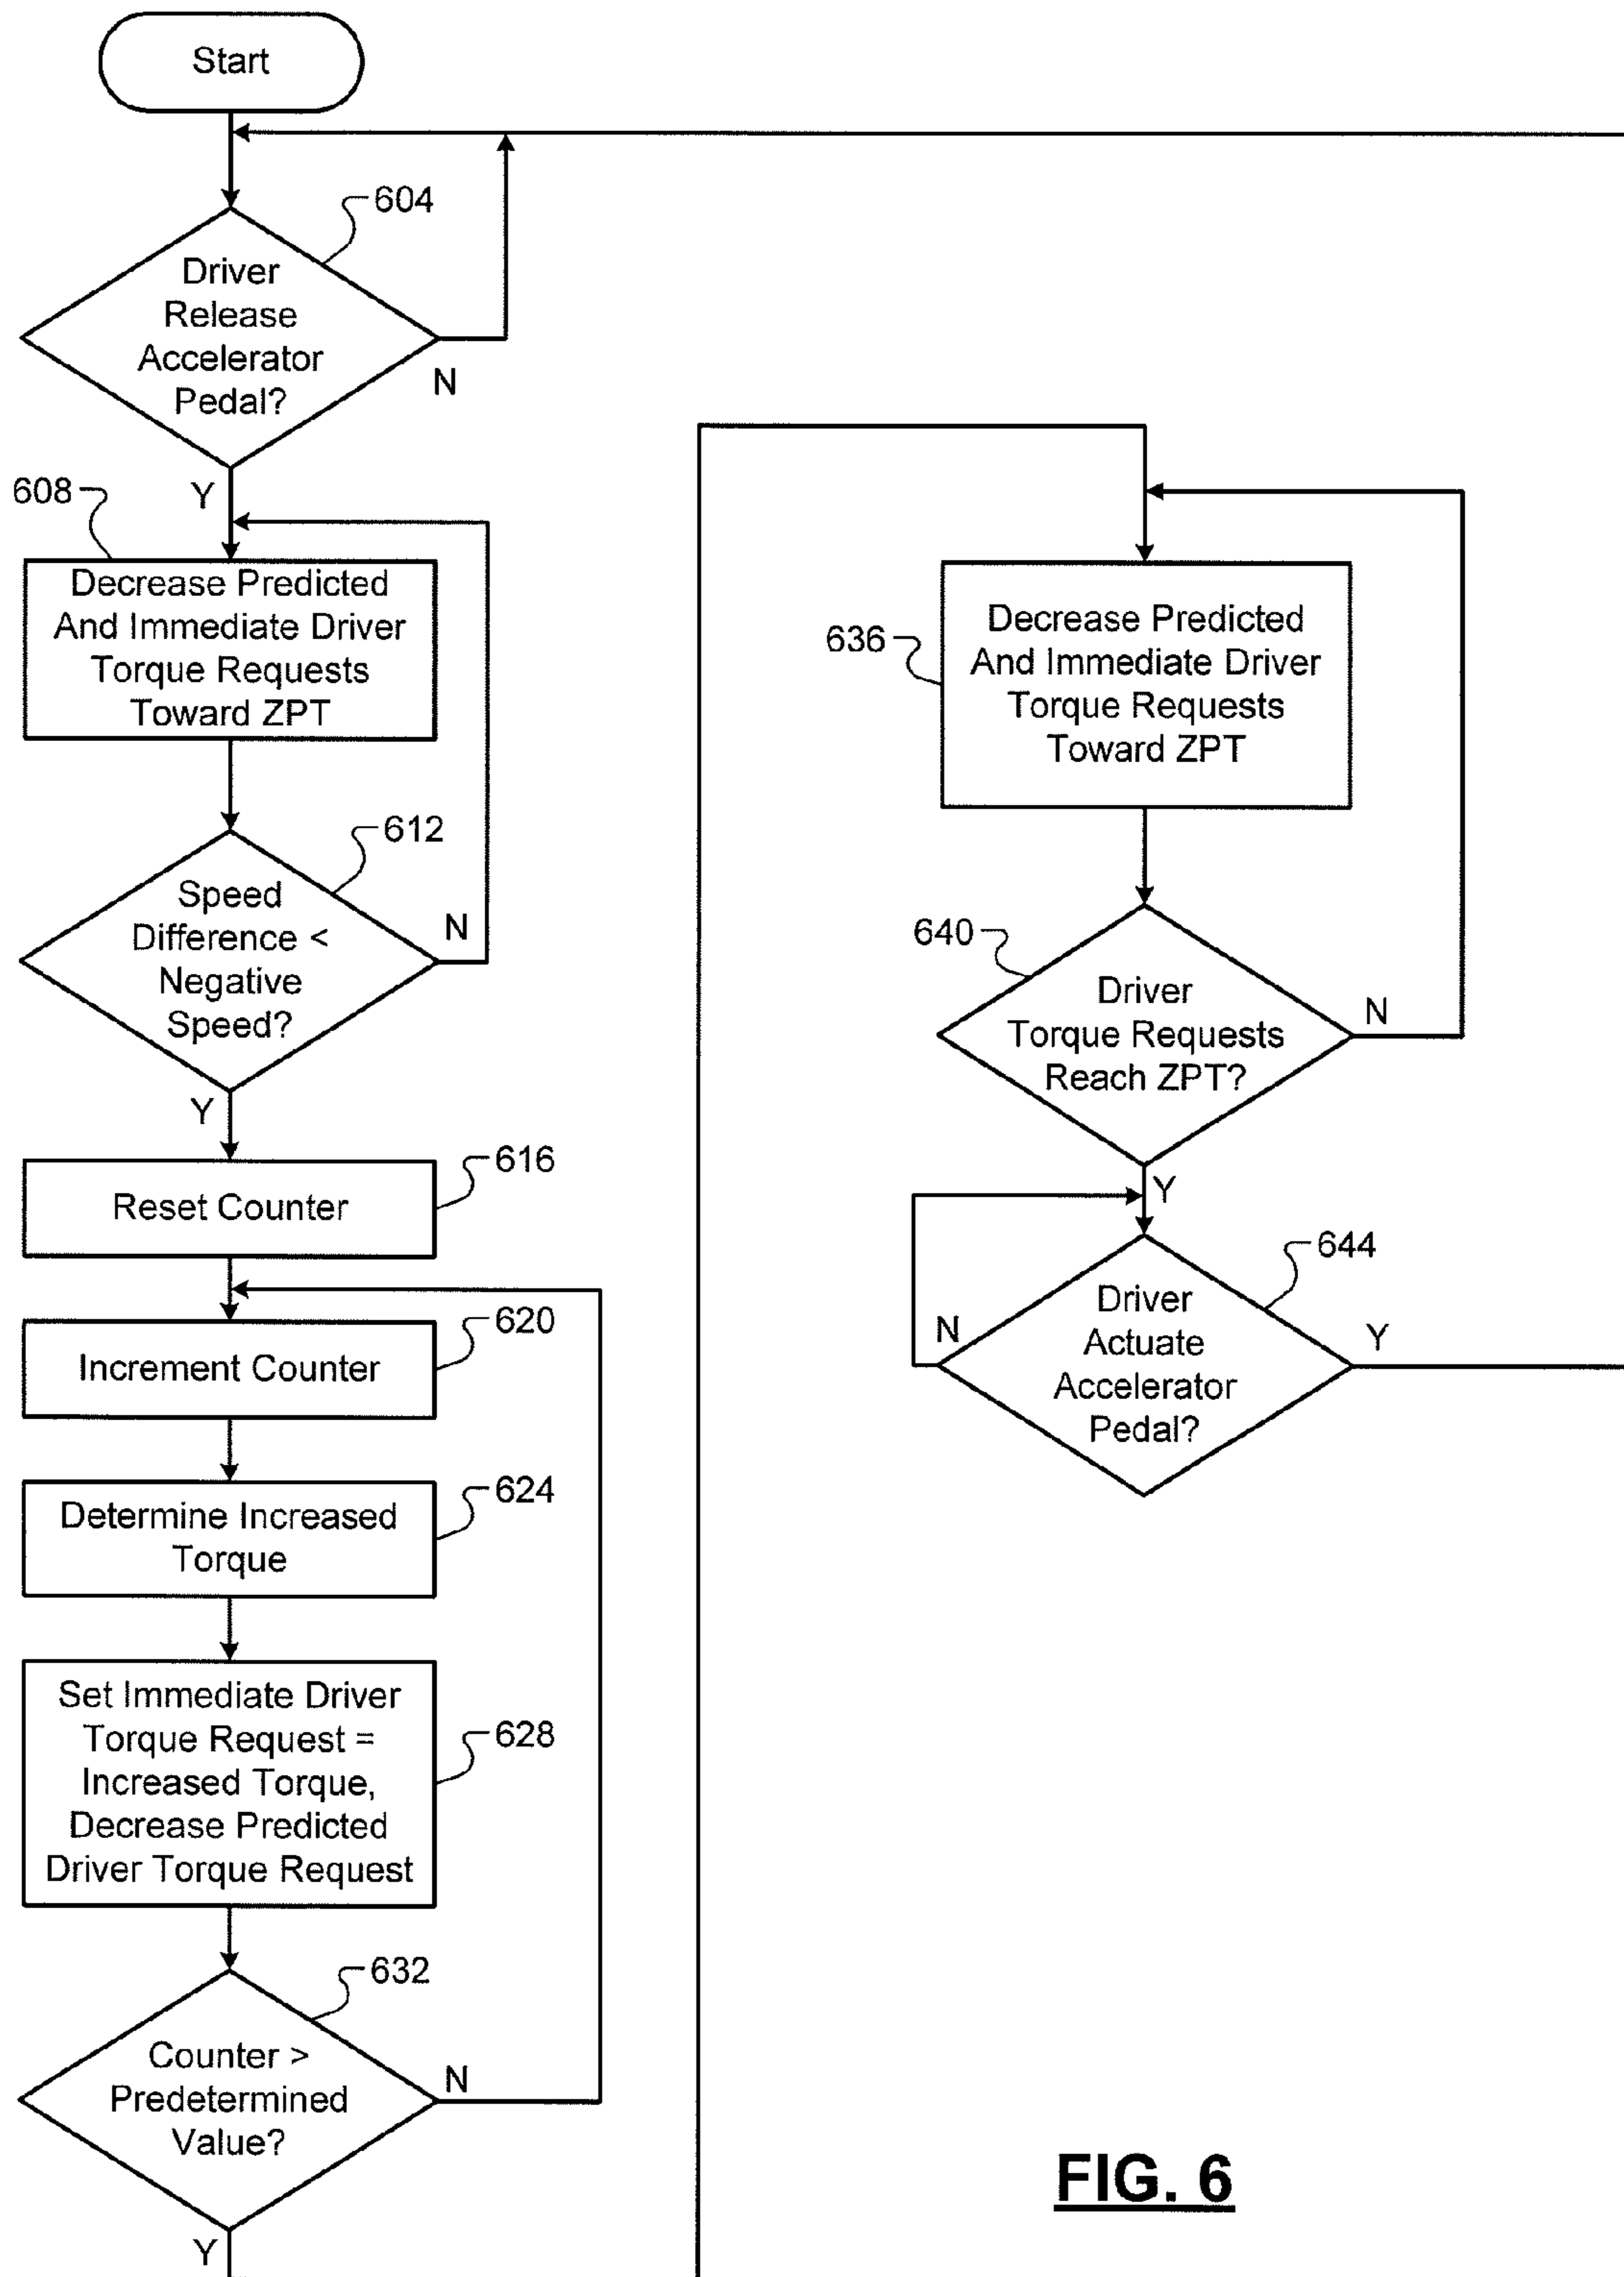 Start
604
Driver
Release
Accelerator
Pedal?
N
Y
608
Decrease Predicted
And Immediate Driver
Torque Requests
Toward ZPT
612
Speed
Difference <
Negative
Speed?
N
Y
616
Reset Counter
620
Increment Counter
624
Determine Increased
Torque
628
Set Immediate Driver
Torque Request =
Increased Torque,
Decrease Predicted
Driver Torque Request
632
Counter >
Predetermined
Value?
N
Y
636
Decrease Predicted
And Immediate Driver
Torque Requests
Toward ZPT
640
Driver
Torque Requests
Reach ZPT?
N
Y
644
Driver
Actuate
Accelerator
Pedal?
N
Y
FIG. 6